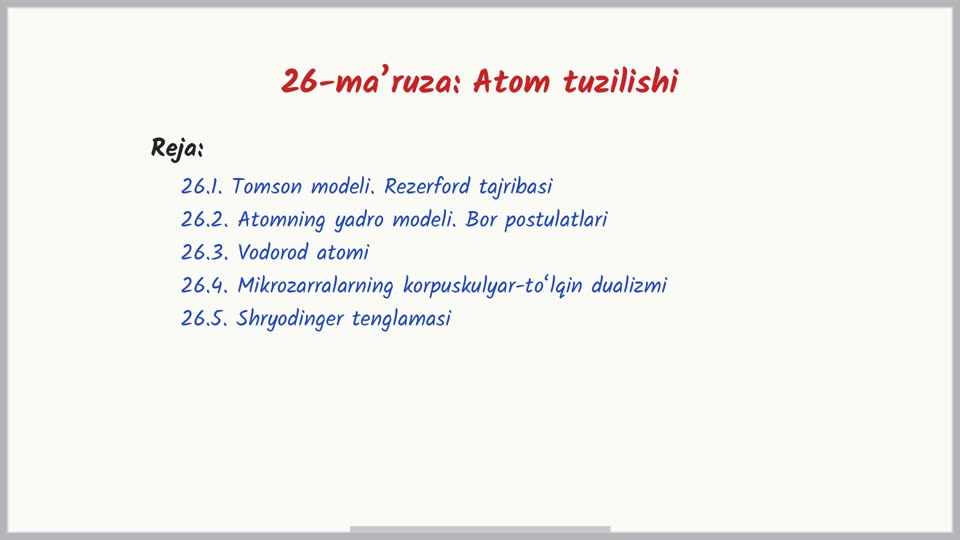 26-ma’ruza: Atom tuzilishi
Reja:
26.1. Tomson modeli. Rezerford tajribasi
26.2. Atomning yadro modeli. Bor postulatlari
26.3. Vodorod atomi
26.4. Mikrozarralarning korpuskulyar-to‘lqin dualizmi
26.5. Shryodinger tenglamasi